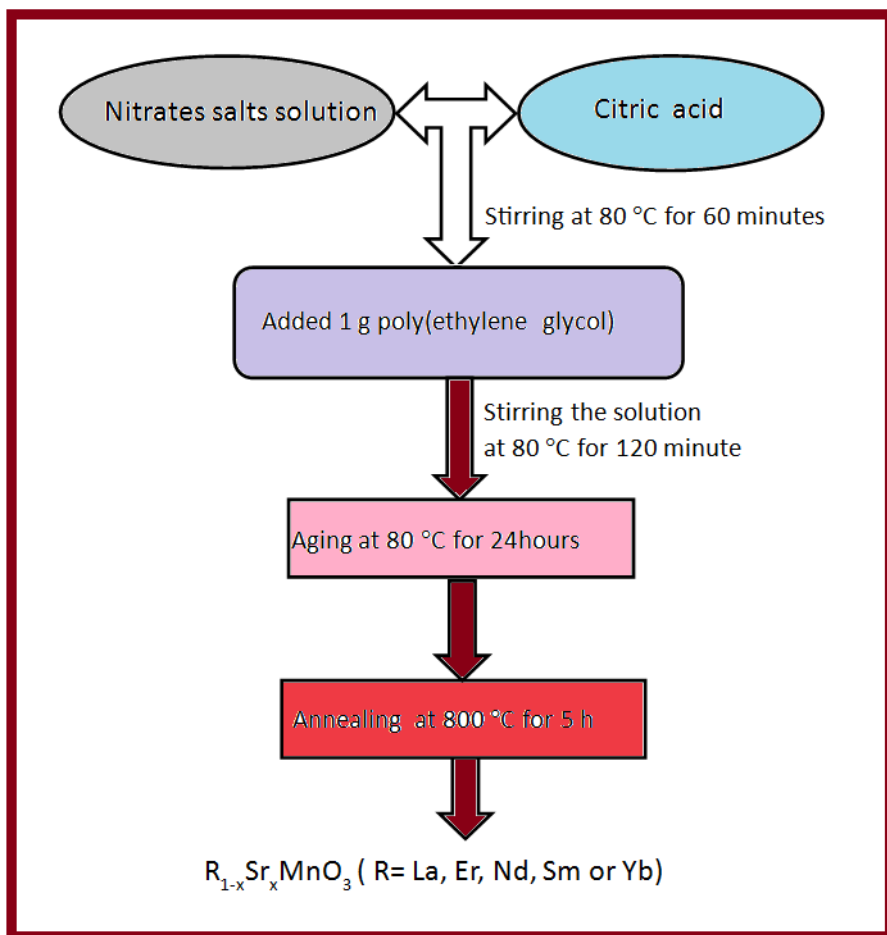 Nitrates salts solution
Citric acid
Stirring at 80 °C for 60 minutes
Added 1 g poly(ethylene glycol)
Stirring the solution
at 80 °C for 120 minute
Aging at 80 °C for 24hours
Annealing at 800 °C for 5 h
R₁₋ₓSrₓMnO₃ ( R= La, Er, Nd, Sm or Yb)